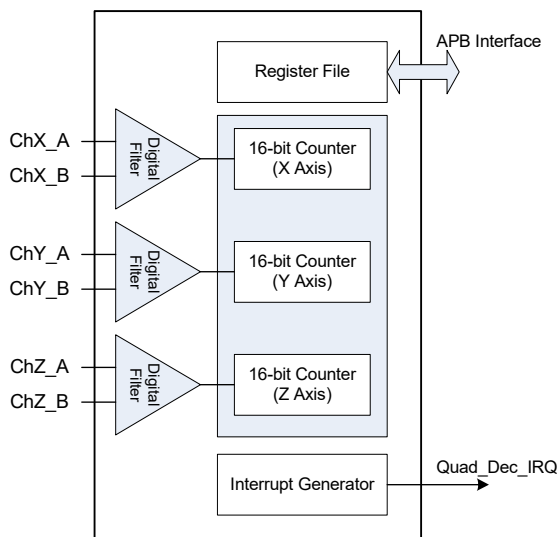 APB Interface
Register File
ChX_A
ChX_B
Digital
Filter
16-bit Counter
(X Axis)
ChY_A
ChY_B
Digital
Filter
16-bit Counter
(Y Axis)
ChZ_A
ChZ_B
Digital
Filter
16-bit Counter
(Z Axis)
Interrupt Generator
Quad_Dec_IRQ